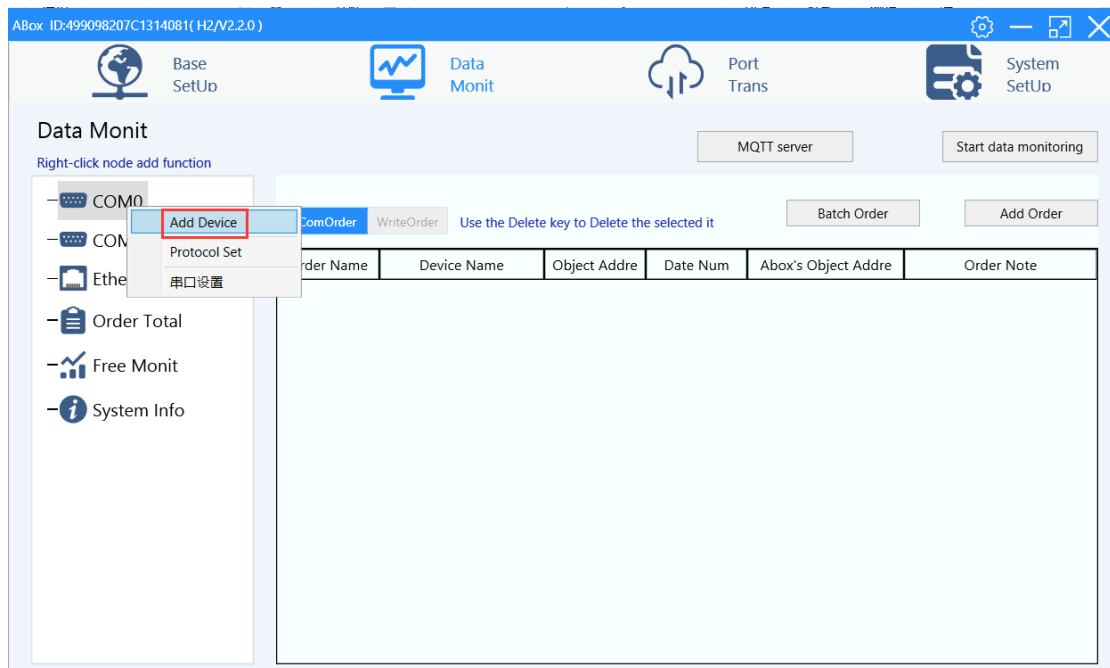 ABox ID:499098207C1314081( H2/V2.2.0 )
Base
SetUp
Data
Monit
Port
Trans
System
SetUp
Data Monit
MQTT server
Start data monitoring
Right-click node add function
COM0
Add Device
Protocol Set
串口设置
COM
Ethe
Order Total
Free Monit
System Info
ComOrder
WriteOrder
Use the Delete key to Delete the selected it
Batch Order
Add Order
rder Name
Device Name
Object Addre
Date Num
Abox's Object Addre
Order Note